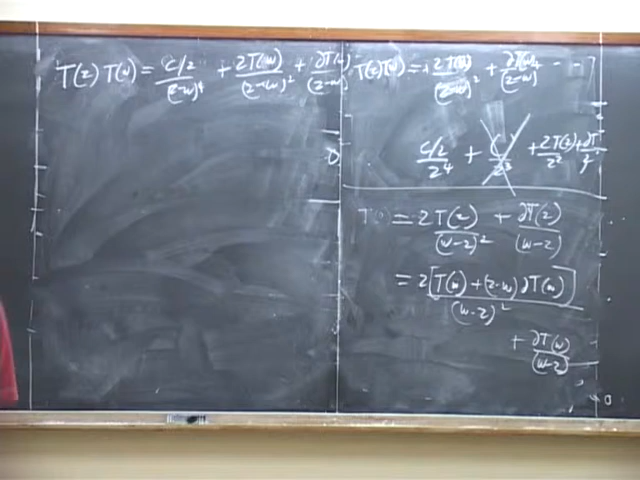 T(z) T(w) = c/2 / (z-w)^4 + 2T(w) / (z-w)^2 + ∂T(w) / (z-w)
T(z)T(w) = + 2T(w) / (z-w)^2 + ∂T(w) / (z-w) - -
c/2 / z^4 + ( ) / z^3 + 2T(z) / z^2 + ∂T
T = 2T(z) / (w-z)^2 + ∂T(z) / (w-z)
= 2[T(w) + (z-w) ∂T(w)] / (w-z)^2
+ ∂T(w) / (w-z)